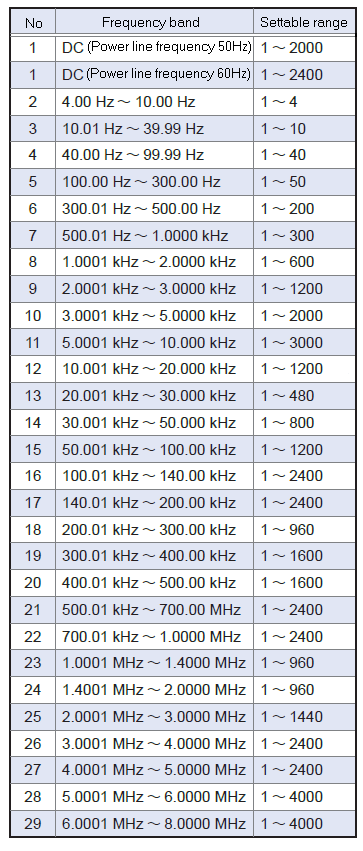 No Frequency band Settable range
1 DC (Power line frequency 50Hz) 1 ~ 2000
1 DC (Power line frequency 60Hz) 1 ~ 2400
2 4.00 Hz ~ 10.00 Hz 1 ~ 4
3 10.01 Hz ~ 39.99 Hz 1 ~ 10
4 40.00 Hz ~ 99.99 Hz 1 ~ 40
5 100.00 Hz ~ 300.00 Hz 1 ~ 50
6 300.01 Hz ~ 500.00 Hz 1 ~ 200
7 500.01 Hz ~ 1.0000 kHz 1 ~ 300
8 1.0001 kHz ~ 2.0000 kHz 1 ~ 600
9 2.0001 kHz ~ 3.0000 kHz 1 ~ 1200
10 3.0001 kHz ~ 5.0000 kHz 1 ~ 2000
11 5.0001 kHz ~ 10.000 kHz 1 ~ 3000
12 10.001 kHz ~ 20.000 kHz 1 ~ 1200
13 20.001 kHz ~ 30.000 kHz 1 ~ 480
14 30.001 kHz ~ 50.000 kHz 1 ~ 800
15 50.001 kHz ~ 100.00 kHz 1 ~ 1200
16 100.01 kHz ~ 140.00 kHz 1 ~ 2400
17 140.01 kHz ~ 200.00 kHz 1 ~ 2400
18 200.01 kHz ~ 300.00 kHz 1 ~ 960
19 300.01 kHz ~ 400.00 kHz 1 ~ 1600
20 400.01 kHz ~ 500.00 kHz 1 ~ 1600
21 500.01 kHz ~ 700.00 MHz 1 ~ 2400
22 700.01 kHz ~ 1.0000 MHz 1 ~ 2400
23 1.0001 MHz ~ 1.4000 MHz 1 ~ 960
24 1.4001 MHz ~ 2.0000 MHz 1 ~ 960
25 2.0001 MHz ~ 3.0000 MHz 1 ~ 1440
26 3.0001 MHz ~ 4.0000 MHz 1 ~ 2400
27 4.0001 MHz ~ 5.0000 MHz 1 ~ 2400
28 5.0001 MHz ~ 6.0000 MHz 1 ~ 4000
29 6.0001 MHz ~ 8.0000 MHz 1 ~ 4000